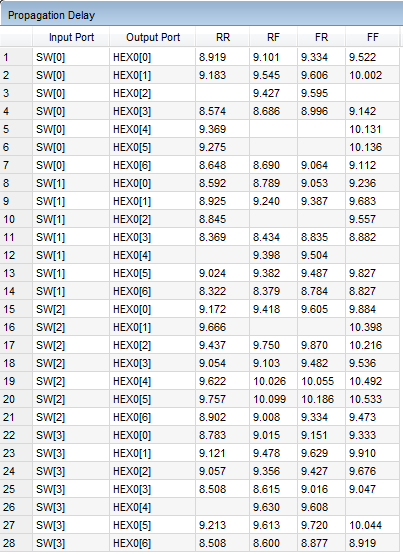 Propagation Delay
Input Port Output Port RR RF FR FF
1 SW[0] HEX0[0] 8.919 9.101 9.334 9.522
2 SW[0] HEX0[1] 9.183 9.545 9.606 10.002
3 SW[0] HEX0[2] 9.427 9.595
4 SW[0] HEX0[3] 8.574 8.686 8.996 9.142
5 SW[0] HEX0[4] 9.369 10.131
6 SW[0] HEX0[5] 9.275 10.136
7 SW[0] HEX0[6] 8.648 8.690 9.064 9.112
8 SW[1] HEX0[0] 8.592 8.789 9.053 9.236
9 SW[1] HEX0[1] 8.925 9.240 9.387 9.683
10 SW[1] HEX0[2] 8.845 9.557
11 SW[1] HEX0[3] 8.369 8.434 8.835 8.882
12 SW[1] HEX0[4] 9.398 9.504
13 SW[1] HEX0[5] 9.024 9.382 9.487 9.827
14 SW[1] HEX0[6] 8.322 8.379 8.784 8.827
15 SW[2] HEX0[0] 9.172 9.418 9.605 9.884
16 SW[2] HEX0[1] 9.666 10.398
17 SW[2] HEX0[2] 9.437 9.750 9.870 10.216
18 SW[2] HEX0[3] 9.054 9.103 9.482 9.536
19 SW[2] HEX0[4] 9.622 10.026 10.055 10.492
20 SW[2] HEX0[5] 9.757 10.099 10.186 10.533
21 SW[2] HEX0[6] 8.902 9.008 9.334 9.473
22 SW[3] HEX0[0] 8.783 9.015 9.151 9.333
23 SW[3] HEX0[1] 9.121 9.478 9.629 9.910
24 SW[3] HEX0[2] 9.057 9.356 9.427 9.676
25 SW[3] HEX0[3] 8.508 8.615 9.016 9.047
26 SW[3] HEX0[4] 9.630 9.608
27 SW[3] HEX0[5] 9.213 9.613 9.720 10.044
28 SW[3] HEX0[6] 8.508 8.600 8.877 8.919